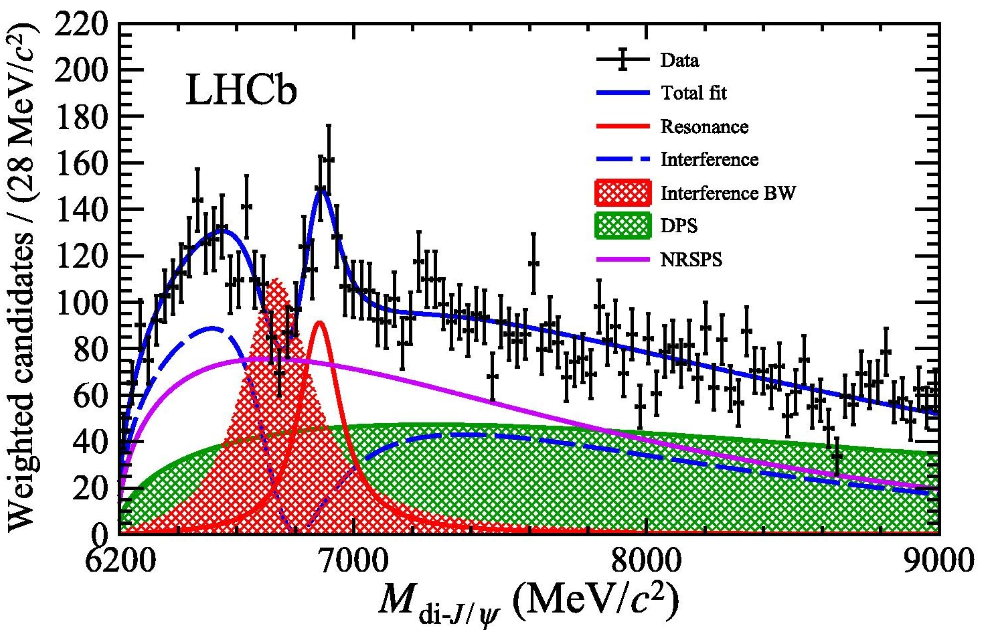 Weighted candidates / (28 MeV/c²)
220
200
180
160
140
120
100
80
60
40
20
0
LHCb
Data
Total fit
Resonance
Interference
Interference BW
DPS
NRSPS
6200 7000 8000 9000
M di-J/ψ (MeV/c²)